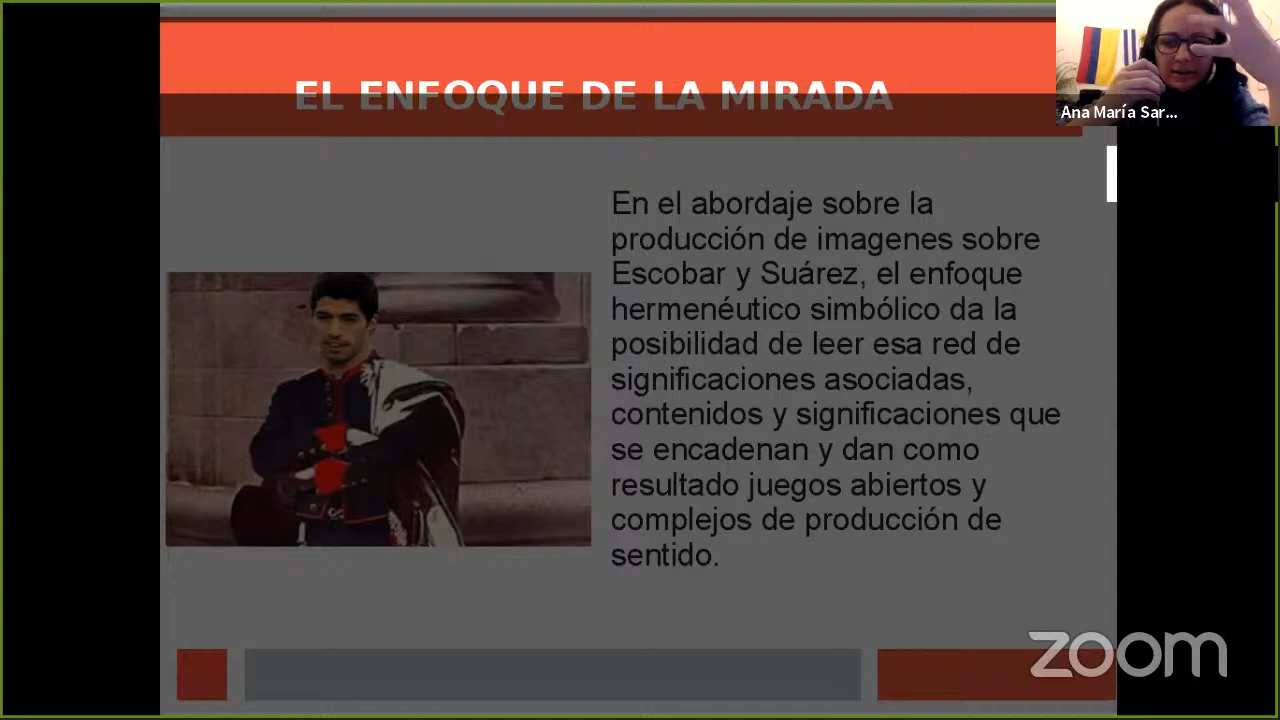 EL ENFOQUE DE LA MIRADA
Ana María Sar...
En el abordaje sobre la
producción de imagenes sobre
Escobar y Suárez, el enfoque
hermenéutico simbólico da la
posibilidad de leer esa red de
significaciones asociadas,
contenidos y significaciones que
se encadenan y dan como
resultado juegos abiertos y
complejos de producción de
sentido.
zoom